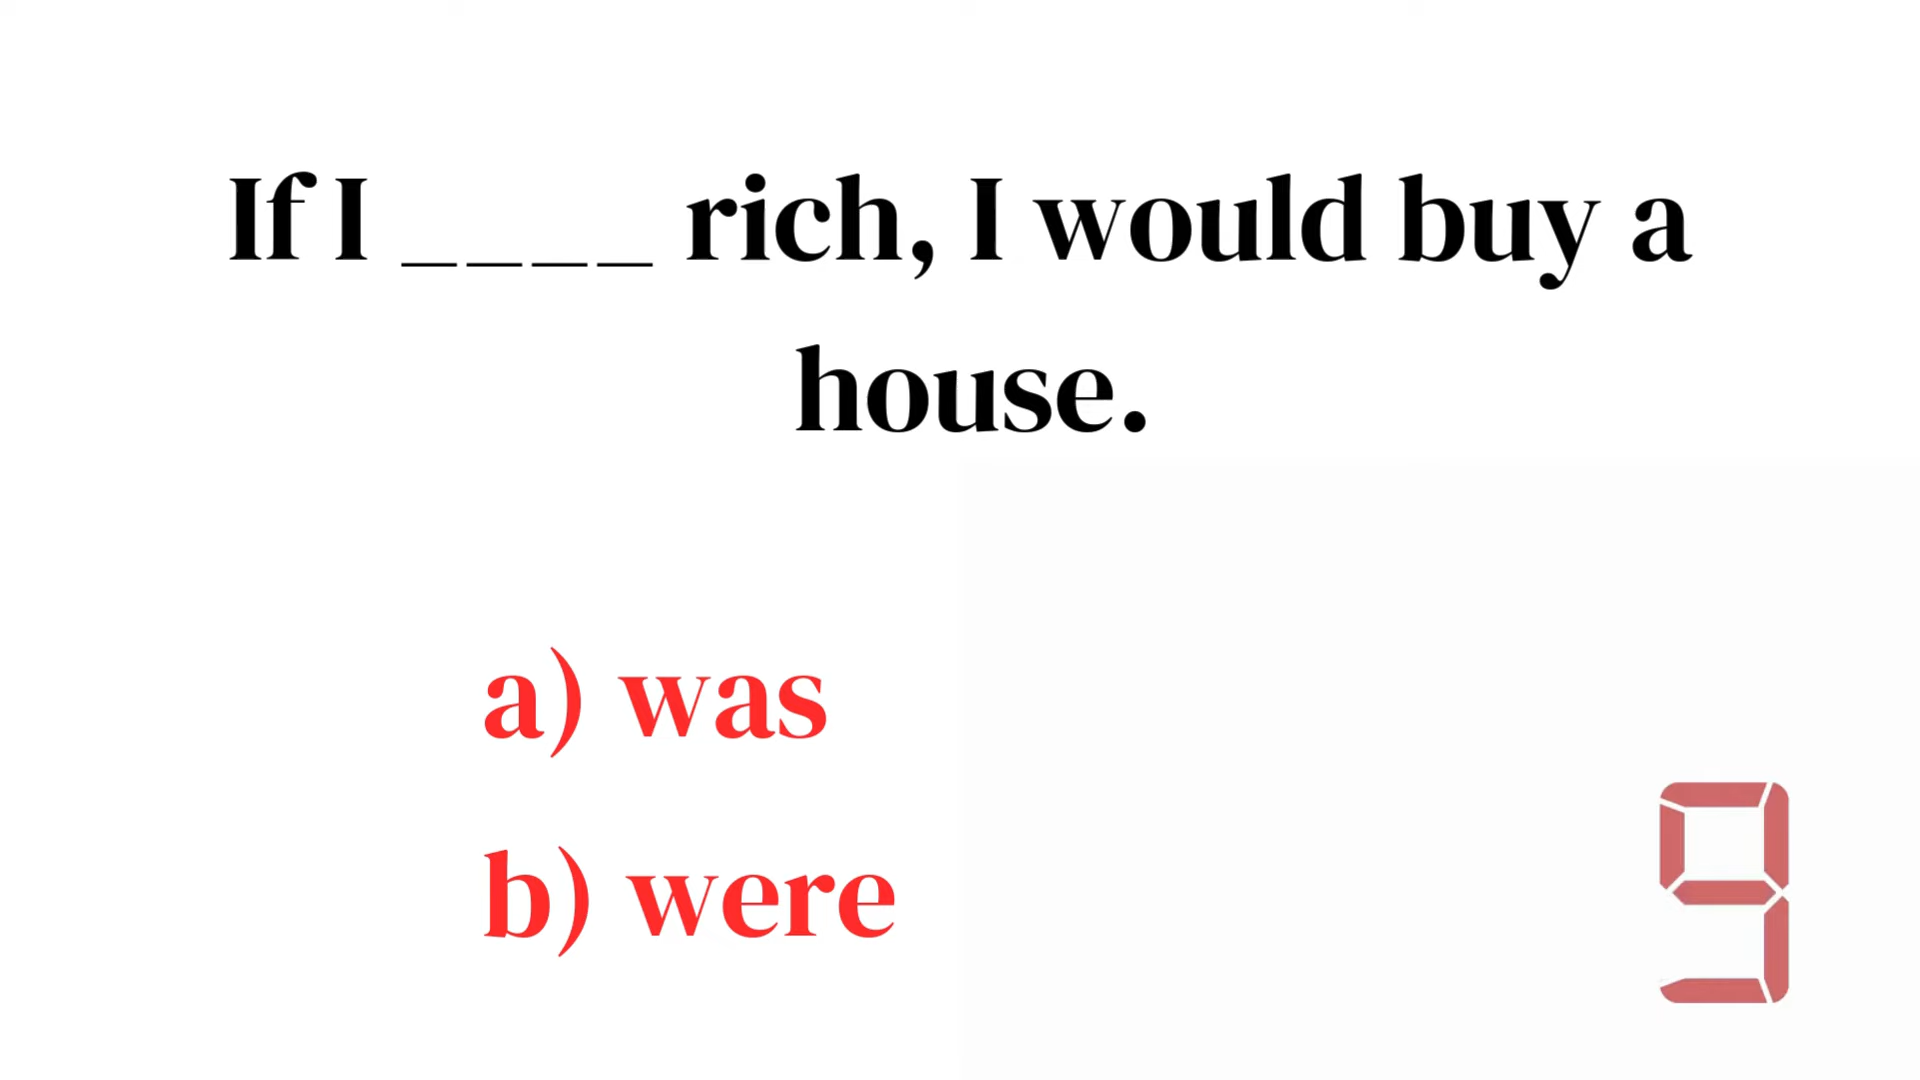 If I ____ rich, I would buy a
house.
a) was
b) were
9